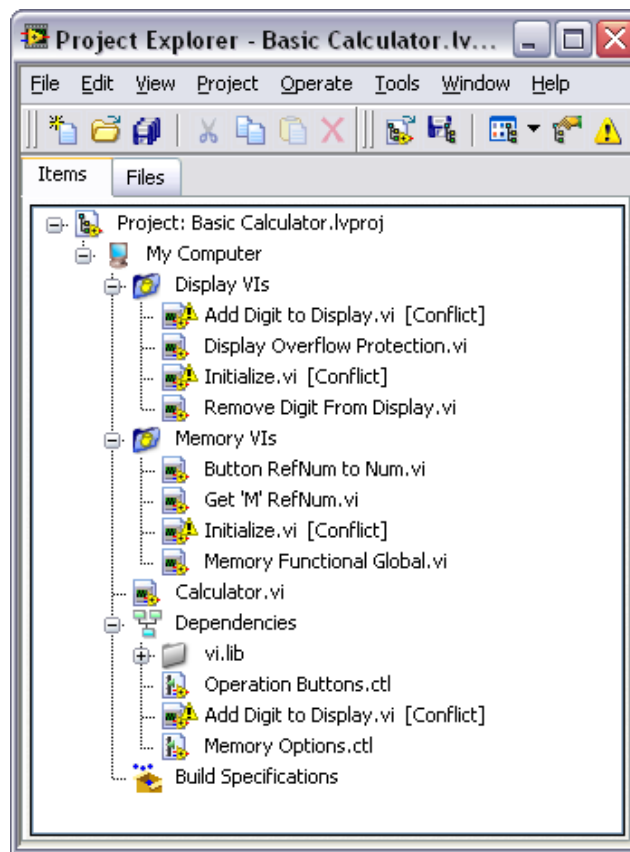 Project Explorer - Basic Calculator.lv...
File Edit View Project Operate Tools Window Help
Items Files
Project: Basic Calculator.lvproj
My Computer
Display VIs
Add Digit to Display.vi [Conflict]
Display Overflow Protection.vi
Initialize.vi [Conflict]
Remove Digit From Display.vi
Memory VIs
Button RefNum to Num.vi
Get 'M' RefNum.vi
Initialize.vi [Conflict]
Memory Functional Global.vi
Calculator.vi
Dependencies
vi.lib
Operation Buttons.ctl
Add Digit to Display.vi [Conflict]
Memory Options.ctl
Build Specifications